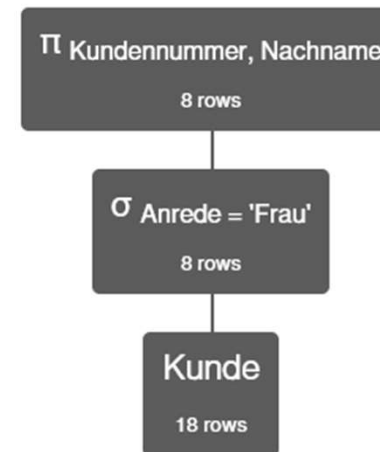 π Kundennummer, Nachname
8 rows
σ Anrede = 'Frau'
8 rows
Kunde
18 rows